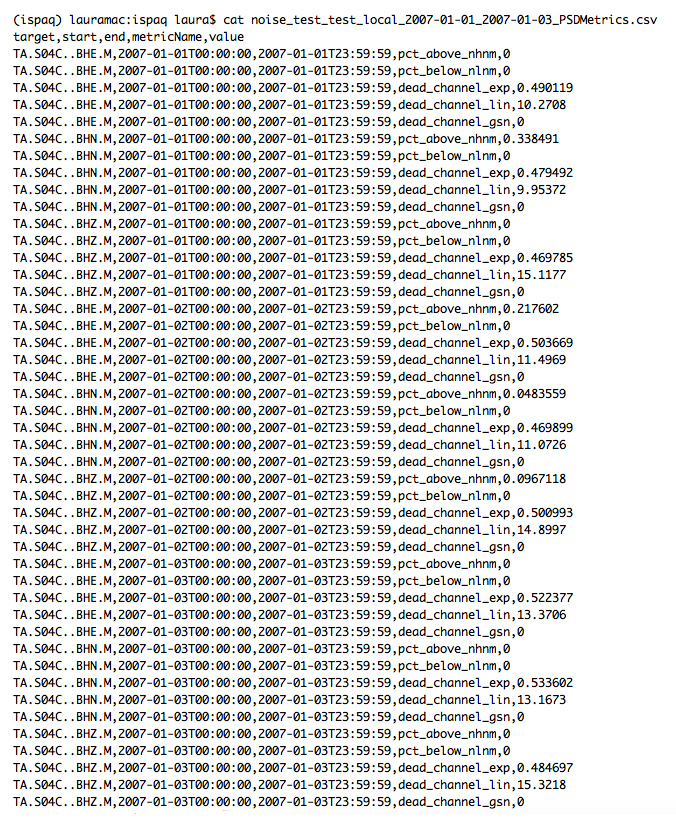 (ispaq) lauramac:ispaq laura$ cat noise_test_test_local_2007-01-01_2007-01-03_PSDMetrics.csv
target,start,end,metricName,value
TA.S04C..BHE.M,2007-01-01T00:00:00,2007-01-01T23:59:59,pct_above_nhnm,0
TA.S04C..BHE.M,2007-01-01T00:00:00,2007-01-01T23:59:59,pct_below_nlnm,0
TA.S04C..BHE.M,2007-01-01T00:00:00,2007-01-01T23:59:59,dead_channel_exp,0.490119
TA.S04C..BHE.M,2007-01-01T00:00:00,2007-01-01T23:59:59,dead_channel_lin,10.2708
TA.S04C..BHE.M,2007-01-01T00:00:00,2007-01-01T23:59:59,dead_channel_gsn,0
TA.S04C..BHN.M,2007-01-01T00:00:00,2007-01-01T23:59:59,pct_above_nhnm,0.338491
TA.S04C..BHN.M,2007-01-01T00:00:00,2007-01-01T23:59:59,pct_below_nlnm,0
TA.S04C..BHN.M,2007-01-01T00:00:00,2007-01-01T23:59:59,dead_channel_exp,0.479492
TA.S04C..BHN.M,2007-01-01T00:00:00,2007-01-01T23:59:59,dead_channel_lin,9.95372
TA.S04C..BHN.M,2007-01-01T00:00:00,2007-01-01T23:59:59,dead_channel_gsn,0
TA.S04C..BHZ.M,2007-01-01T00:00:00,2007-01-01T23:59:59,pct_above_nhnm,0
TA.S04C..BHZ.M,2007-01-01T00:00:00,2007-01-01T23:59:59,pct_below_nlnm,0
TA.S04C..BHZ.M,2007-01-01T00:00:00,2007-01-01T23:59:59,dead_channel_exp,0.469785
TA.S04C..BHZ.M,2007-01-01T00:00:00,2007-01-01T23:59:59,dead_channel_lin,15.1177
TA.S04C..BHZ.M,2007-01-01T00:00:00,2007-01-01T23:59:59,dead_channel_gsn,0
TA.S04C..BHE.M,2007-01-02T00:00:00,2007-01-02T23:59:59,pct_above_nhnm,0.217602
TA.S04C..BHE.M,2007-01-02T00:00:00,2007-01-02T23:59:59,pct_below_nlnm,0
TA.S04C..BHE.M,2007-01-02T00:00:00,2007-01-02T23:59:59,dead_channel_exp,0.503669
TA.S04C..BHE.M,2007-01-02T00:00:00,2007-01-02T23:59:59,dead_channel_lin,11.4969
TA.S04C..BHE.M,2007-01-02T00:00:00,2007-01-02T23:59:59,dead_channel_gsn,0
TA.S04C..BHN.M,2007-01-02T00:00:00,2007-01-02T23:59:59,pct_above_nhnm,0.0483559
TA.S04C..BHN.M,2007-01-02T00:00:00,2007-01-02T23:59:59,pct_below_nlnm,0
TA.S04C..BHN.M,2007-01-02T00:00:00,2007-01-02T23:59:59,dead_channel_exp,0.469899
TA.S04C..BHN.M,2007-01-02T00:00:00,2007-01-02T23:59:59,dead_channel_lin,11.0726
TA.S04C..BHN.M,2007-01-02T00:00:00,2007-01-02T23:59:59,dead_channel_gsn,0
TA.S04C..BHZ.M,2007-01-02T00:00:00,2007-01-02T23:59:59,pct_above_nhnm,0.0967118
TA.S04C..BHZ.M,2007-01-02T00:00:00,2007-01-02T23:59:59,pct_below_nlnm,0
TA.S04C..BHZ.M,2007-01-02T00:00:00,2007-01-02T23:59:59,dead_channel_exp,0.500993
TA.S04C..BHZ.M,2007-01-02T00:00:00,2007-01-02T23:59:59,dead_channel_lin,14.8997
TA.S04C..BHZ.M,2007-01-02T00:00:00,2007-01-02T23:59:59,dead_channel_gsn,0
TA.S04C..BHE.M,2007-01-03T00:00:00,2007-01-03T23:59:59,pct_above_nhnm,0
TA.S04C..BHE.M,2007-01-03T00:00:00,2007-01-03T23:59:59,pct_below_nlnm,0
TA.S04C..BHE.M,2007-01-03T00:00:00,2007-01-03T23:59:59,dead_channel_exp,0.522377
TA.S04C..BHE.M,2007-01-03T00:00:00,2007-01-03T23:59:59,dead_channel_lin,13.3706
TA.S04C..BHE.M,2007-01-03T00:00:00,2007-01-03T23:59:59,dead_channel_gsn,0
TA.S04C..BHN.M,2007-01-03T00:00:00,2007-01-03T23:59:59,pct_above_nhnm,0
TA.S04C..BHN.M,2007-01-03T00:00:00,2007-01-03T23:59:59,pct_below_nlnm,0
TA.S04C..BHN.M,2007-01-03T00:00:00,2007-01-03T23:59:59,dead_channel_exp,0.533602
TA.S04C..BHN.M,2007-01-03T00:00:00,2007-01-03T23:59:59,dead_channel_lin,13.1673
TA.S04C..BHN.M,2007-01-03T00:00:00,2007-01-03T23:59:59,dead_channel_gsn,0
TA.S04C..BHZ.M,2007-01-03T00:00:00,2007-01-03T23:59:59,pct_above_nhnm,0
TA.S04C..BHZ.M,2007-01-03T00:00:00,2007-01-03T23:59:59,pct_below_nlnm,0
TA.S04C..BHZ.M,2007-01-03T00:00:00,2007-01-03T23:59:59,dead_channel_exp,0.484697
TA.S04C..BHZ.M,2007-01-03T00:00:00,2007-01-03T23:59:59,dead_channel_lin,15.3218
TA.S04C..BHZ.M,2007-01-03T00:00:00,2007-01-03T23:59:59,dead_channel_gsn,0